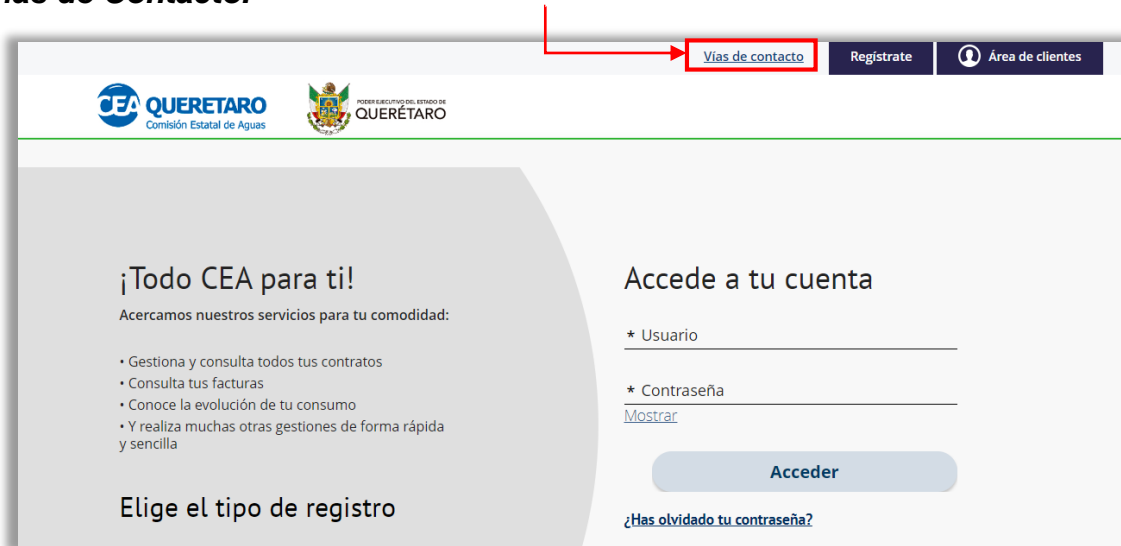 de Contacto.
Vías de contacto
Regístrate
Área de clientes
CEA QUERETARO
Comisión Estatal de Aguas
PODER EJECUTIVO DEL ESTADO DE
QUERÉTARO
¡Todo CEA para ti!
Acercamos nuestros servicios para tu comodidad:
• Gestiona y consulta todos tus contratos
• Consulta tus facturas
• Conoce la evolución de tu consumo
• Y realiza muchas otras gestiones de forma rápida
y sencilla
Elige el tipo de registro
Accede a tu cuenta
* Usuario
* Contraseña
Mostrar
Acceder
¿Has olvidado tu contraseña?